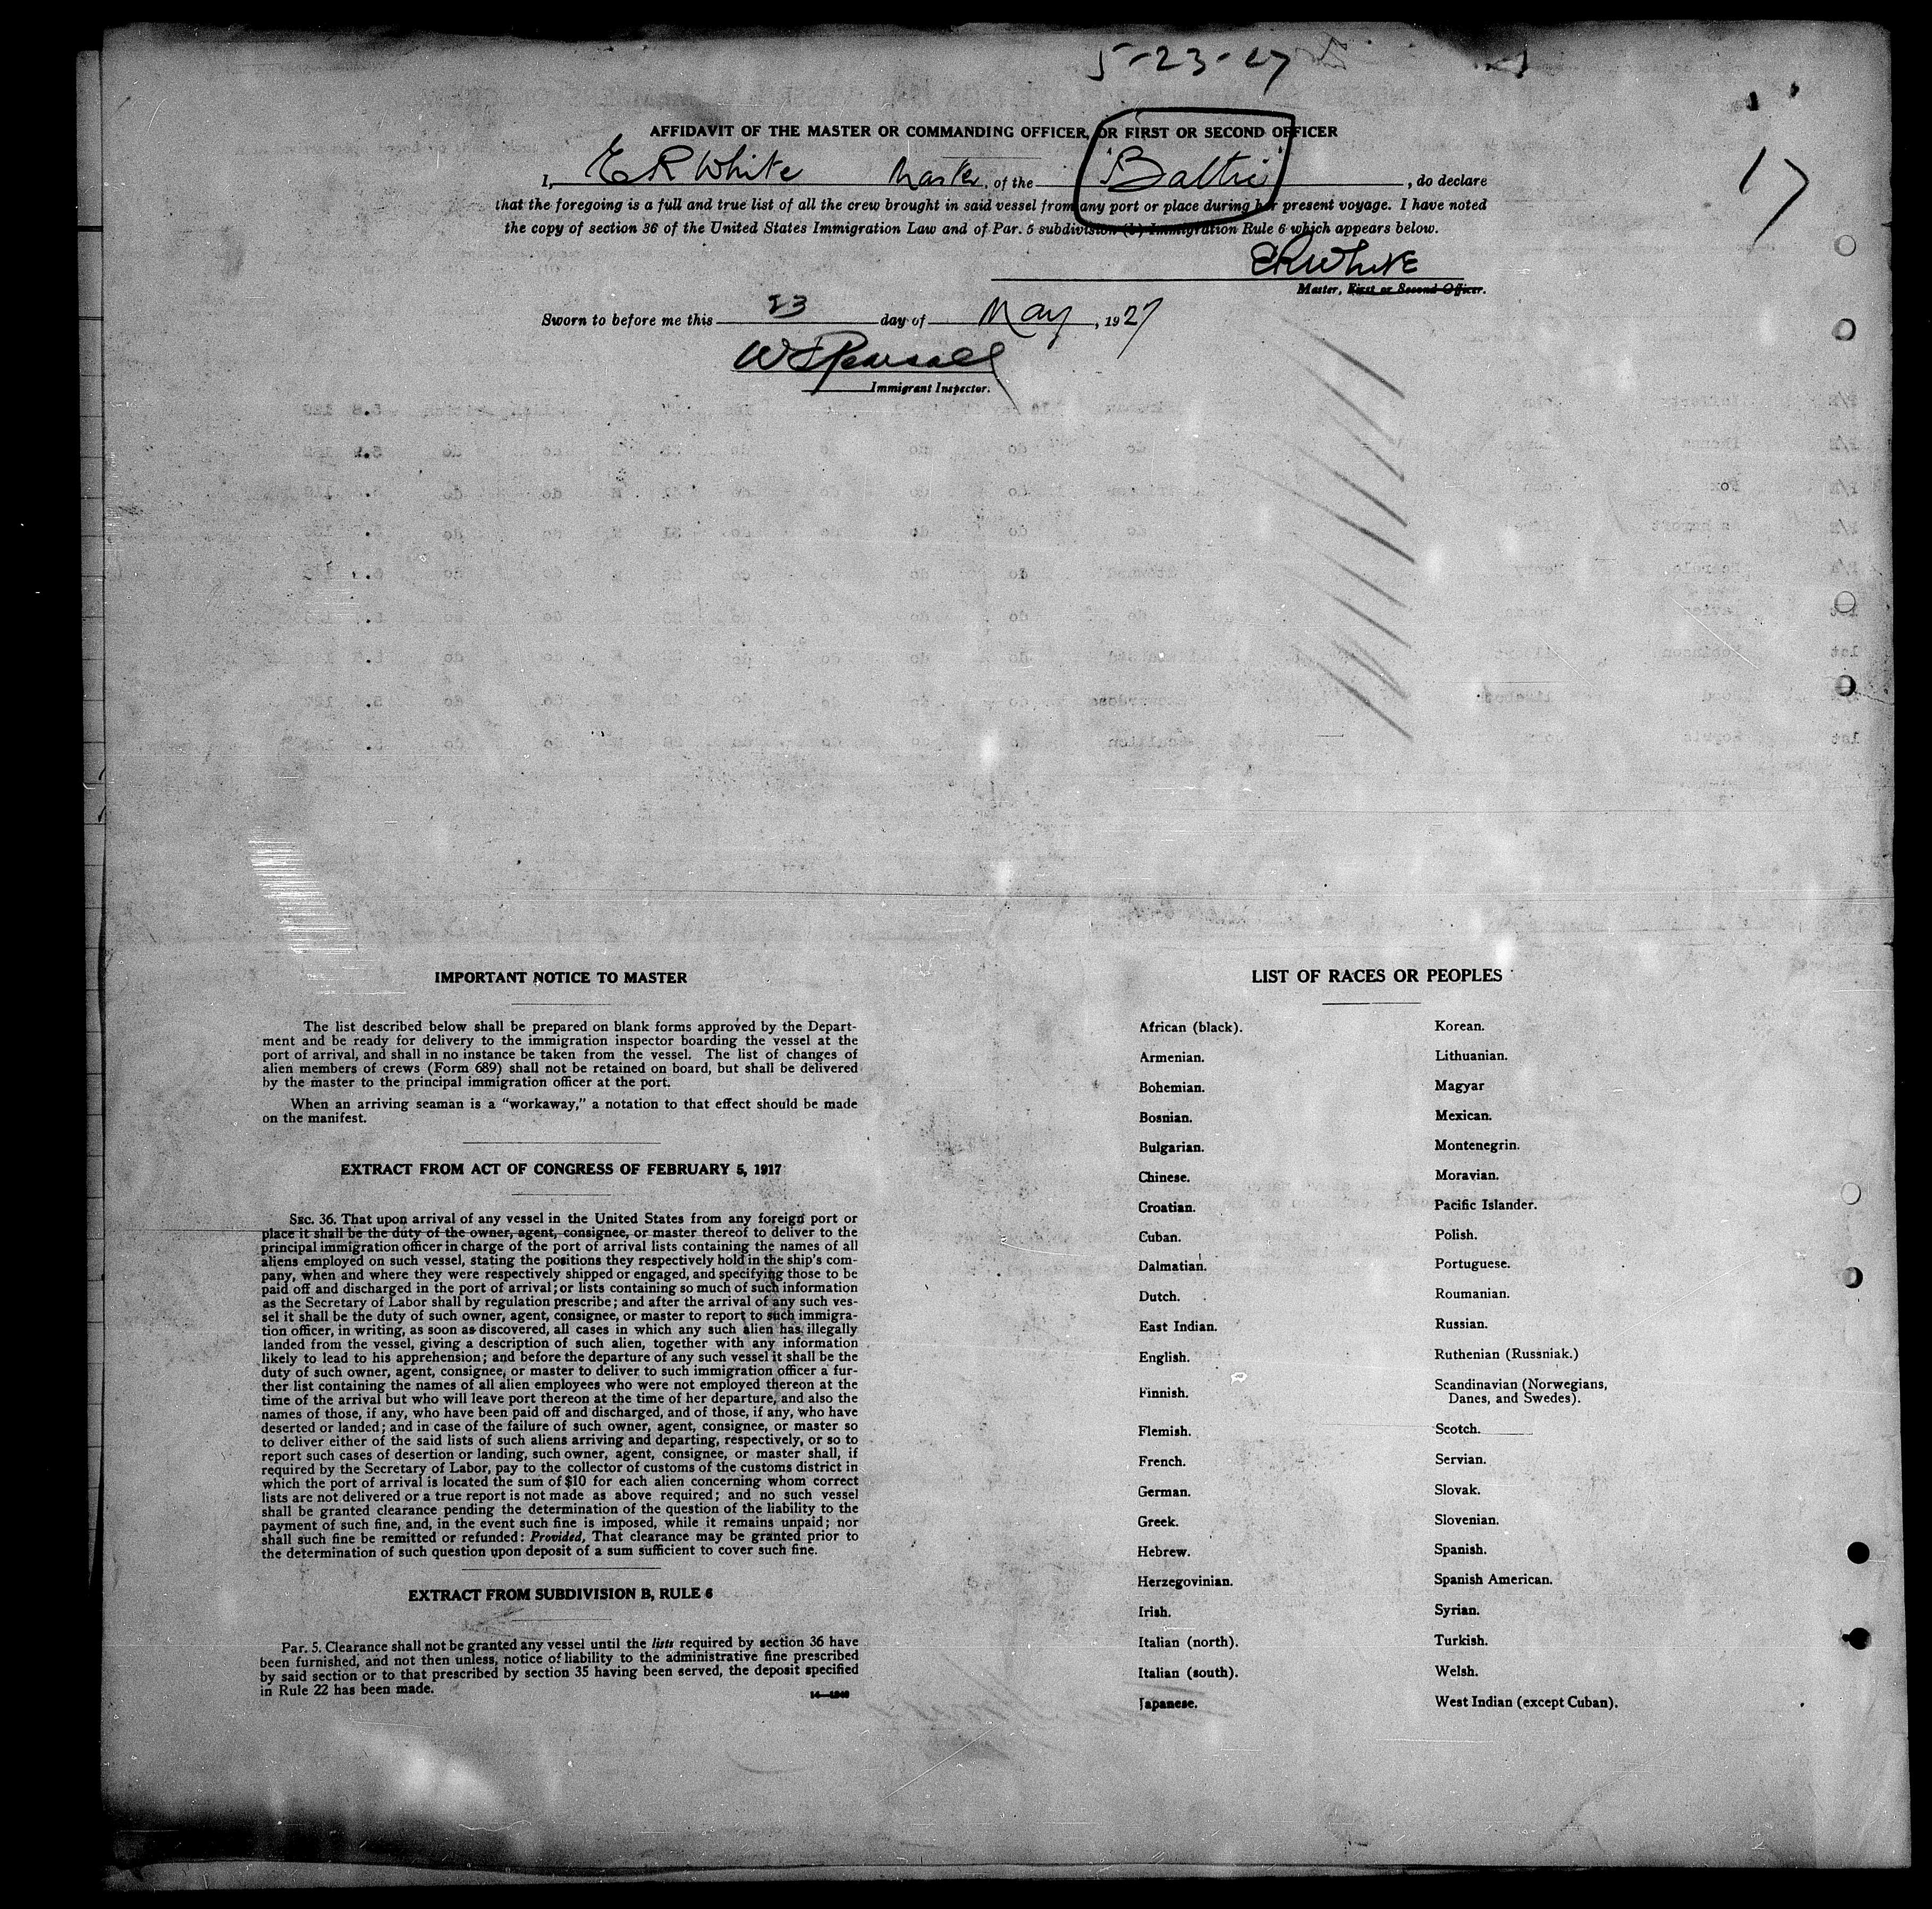 5-23-27
17
AFFIDAVIT OF THE MASTER OR COMMANDING OFFICER, OR FIRST OR SECOND OFFICER
I, E R White Master, of the "Baltic", do declare
that the foregoing is a full and true list of all the crew brought in said vessel from any port or place during her present voyage. I have noted
the copy of section 36 of the United States Immigration Law and of Par. 5 subdivision (b) Immigration Rule 6 which appears below.
ER White
Master, First or Second Officer.
Sworn to before me this 23 day of May, 1927
Immigrant Inspector.
IMPORTANT NOTICE TO MASTER
The list described below shall be prepared on blank forms approved by the Depart-
ment and be ready for delivery to the immigration inspector boarding the vessel at the
port of arrival, and shall in no instance be taken from the vessel. The list of changes of
alien members of crews (Form 689) shall not be retained on board, but shall be delivered
by the master to the principal immigration officer at the port.
When an arriving seaman is a "workaway," a notation to that effect should be made
on the manifest.
EXTRACT FROM ACT OF CONGRESS OF FEBRUARY 5, 1917
SEC. 36. That upon arrival of any vessel in the United States from any foreign port or
place it shall be the duty of the owner, agent, consignee, or master thereof to deliver to the
principal immigration officer in charge of the port of arrival lists containing the names of all
aliens employed on such vessel, stating the positions they respectively hold in the ship's com-
pany, when and where they were respectively shipped or engaged, and specifying those to be
paid off and discharged in the port of arrival; or lists containing so much of such information
as the Secretary of Labor shall by regulation prescribe; and after the arrival of any such ves-
sel it shall be the duty of such owner, agent, consignee, or master to report to such immigra-
tion officer, in writing, as soon as discovered, all cases in which any such alien has illegally
landed from the vessel, giving a description of such alien, together with any information
likely to lead to his apprehension; and before the departure of any such vessel it shall be the
duty of such owner, agent, consignee, or master to deliver to such immigration officer a fur-
ther list containing the names of all alien employees who were not employed thereon at the
time of the arrival but who will leave port thereon at the time of her departure, and also the
names of those, if any, who have been paid off and discharged, and of those, if any, who have
deserted or landed; and in case of the failure of such owner, agent, consignee, or master so
to deliver either of the said lists of such aliens arriving and departing, respectively, or so to
report such cases of desertion or landing, such owner, agent, consignee, or master shall, if
required by the Secretary of Labor, pay to the collector of customs of the customs district in
which the port of arrival is located the sum of $10 for each alien concerning whom correct
lists are not delivered or a true report is not made as above required; and no such vessel
shall be granted clearance pending the determination of the question of the liability to the
payment of such fine, and, in the event such fine is imposed, while it remains unpaid; nor
shall such fine be remitted or refunded: Provided, That clearance may be granted prior to
the determination of such question upon deposit of a sum sufficient to cover such fine.
EXTRACT FROM SUBDIVISION B, RULE 6
Par. 5. Clearance shall not be granted any vessel until the lists required by section 36 have
been furnished, and not then unless, notice of liability to the administrative fine prescribed
by said section or to that prescribed by section 35 having been served, the deposit specified
in Rule 22 has been made.
LIST OF RACES OR PEOPLES
African (black).
Armenian.
Bohemian.
Bosnian.
Bulgarian.
Chinese.
Croatian.
Cuban.
Dalmatian.
Dutch.
East Indian.
English.
Finnish.
Flemish.
French.
German.
Greek.
Hebrew.
Herzegovinian.
Irish.
Italian (north).
Italian (south).
Japanese.
Korean.
Lithuanian.
Magyar
Mexican.
Montenegrin.
Moravian.
Pacific Islander.
Polish.
Portuguese.
Roumanian.
Russian.
Ruthenian (Russniak.)
Scandinavian (Norwegians,
Danes, and Swedes).
Scotch.
Servian.
Slovak.
Slovenian.
Spanish.
Spanish American.
Syrian.
Turkish.
Welsh.
West Indian (except Cuban).